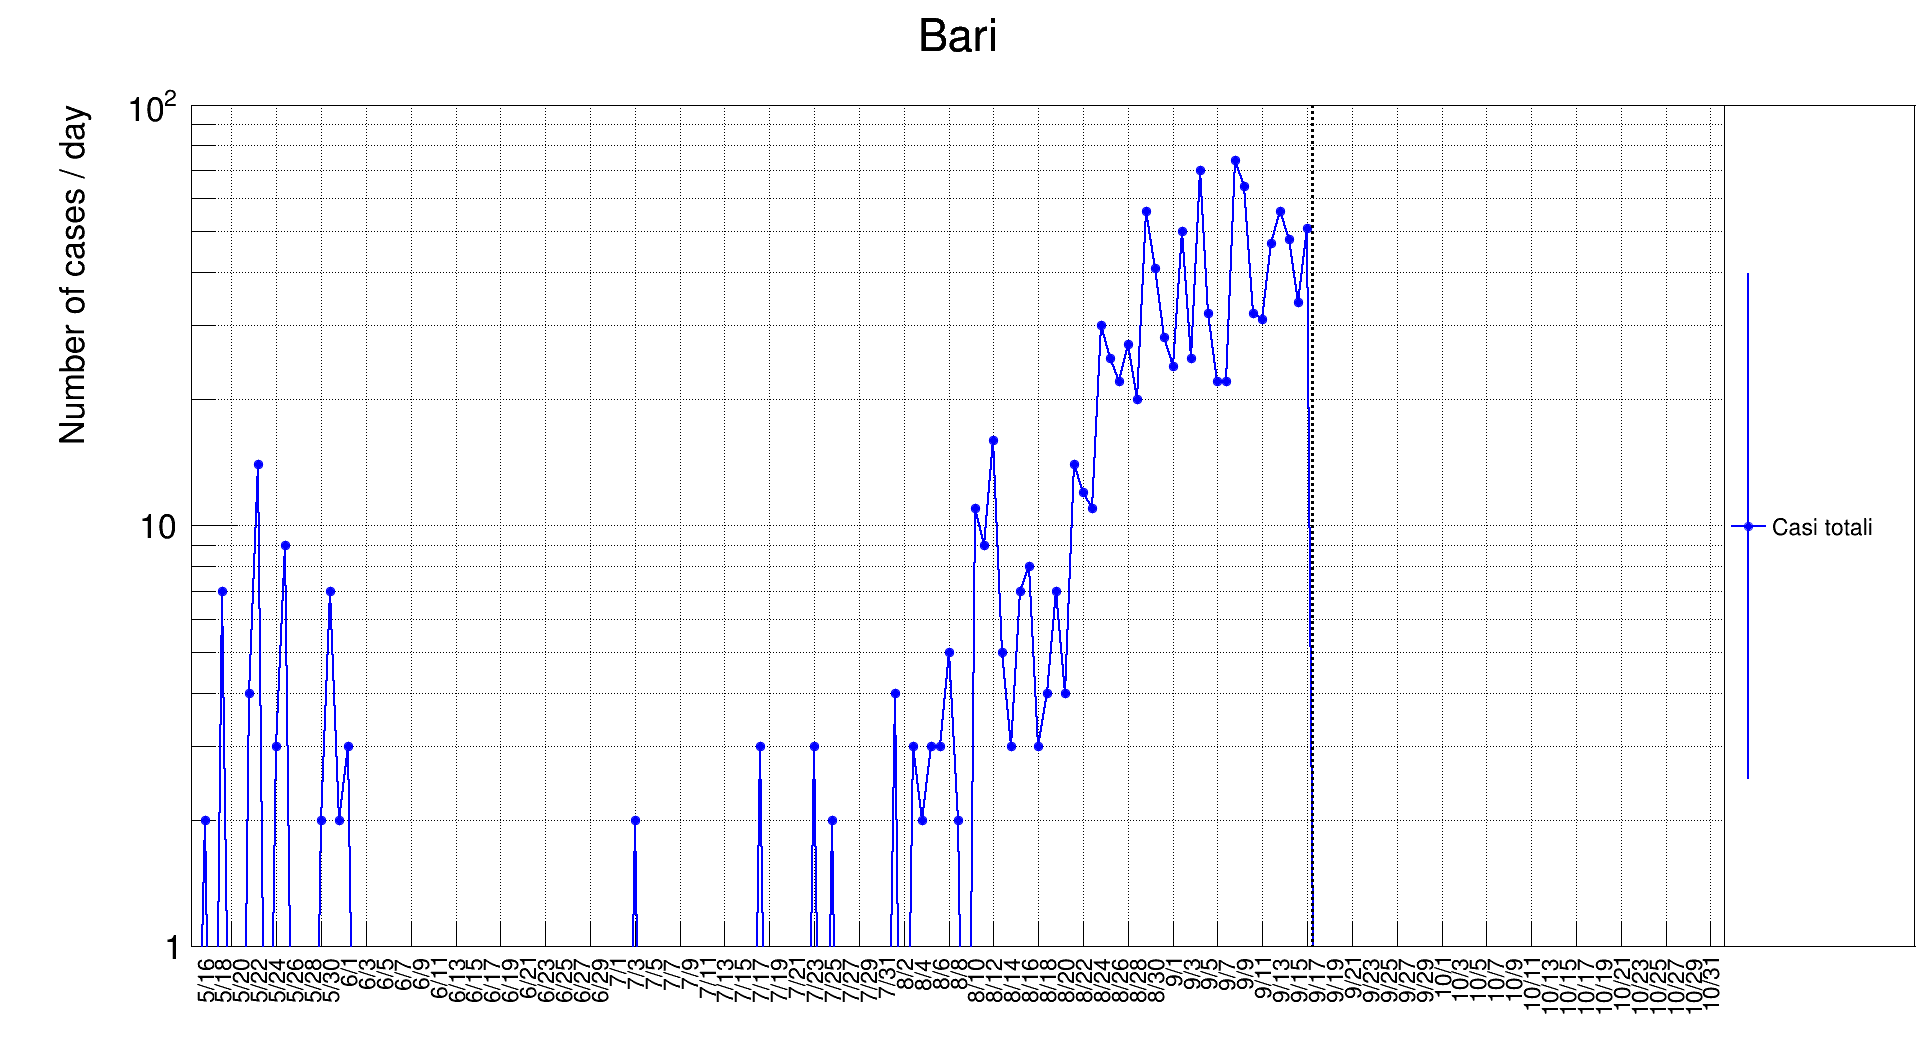 Bari
Number of cases / day
10²
10
1
5/16 5/18 5/20 5/22 5/24 5/26 5/28 5/30 6/1 6/3 6/5 6/7 6/9 6/11 6/13 6/15 6/17 6/19 6/21 6/23 6/25 6/27 6/29 7/1 7/3 7/5 7/7 7/9 7/11 7/13 7/15 7/17 7/19 7/21 7/23 7/25 7/27 7/29 7/31 8/2 8/4 8/6 8/8 8/10 8/12 8/14 8/16 8/18 8/20 8/22 8/24 8/26 8/28 8/30 9/1 9/3 9/5 9/7 9/9 9/11 9/13 9/15 9/17 9/19 9/21 9/23 9/25 9/27 9/29 10/1 10/3 10/5 10/7 10/9 10/11 10/13 10/15 10/17 10/19 10/21 10/23 10/25 10/27 10/29 10/31
Casi totali